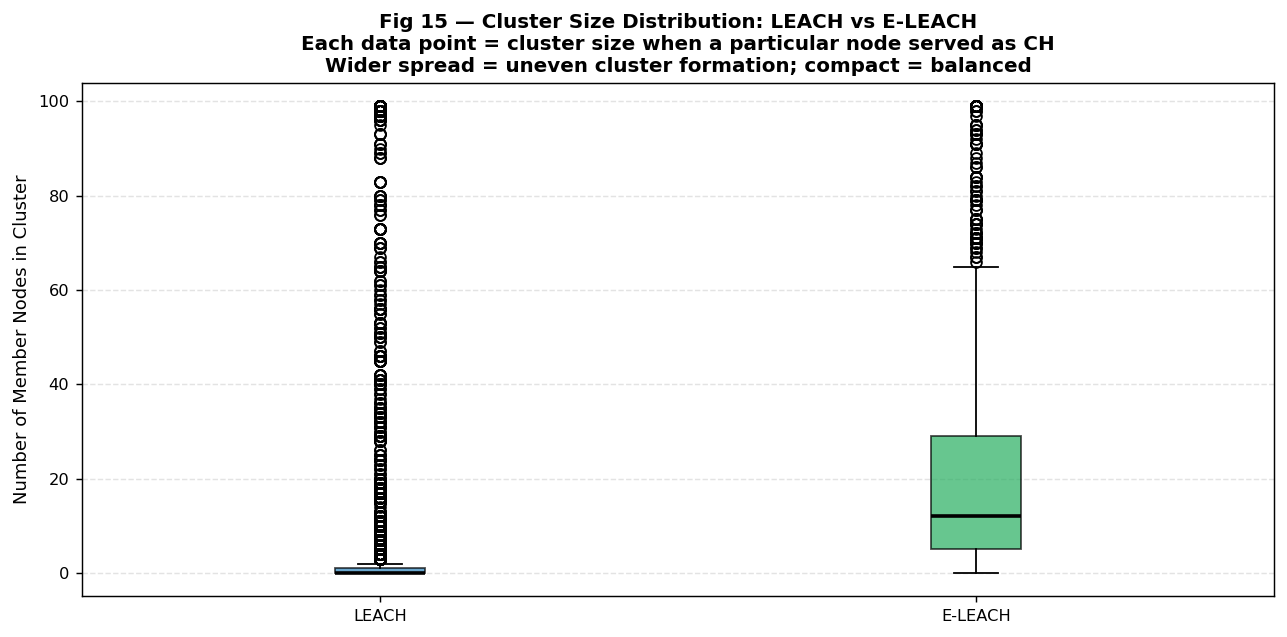 Fig 15 — Cluster Size Distribution: LEACH vs E-LEACH
Each data point = cluster size when a particular node served as CH
Wider spread = uneven cluster formation; compact = balanced
Number of Member Nodes in Cluster
100
80
60
40
20
0
LEACH
E-LEACH